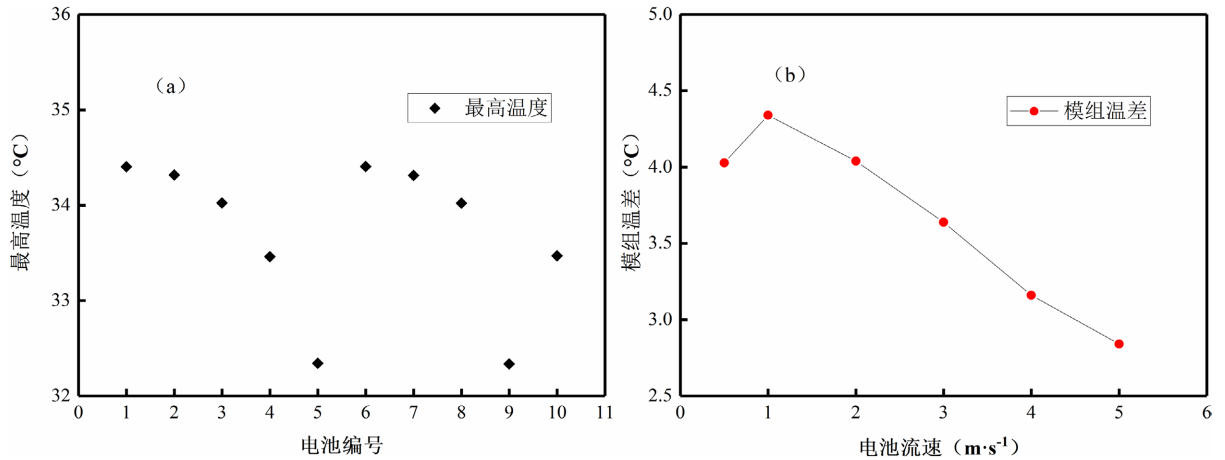 (a)
最高温度
最高温度（°C）
36
35
34
33
32
0 1 2 3 4 5 6 7 8 9 10 11
电池编号
(b)
模组温差
模组温差（°C）
5.0
4.5
4.0
3.5
3.0
2.5
0 1 2 3 4 5 6
电池流速（m·s⁻¹）